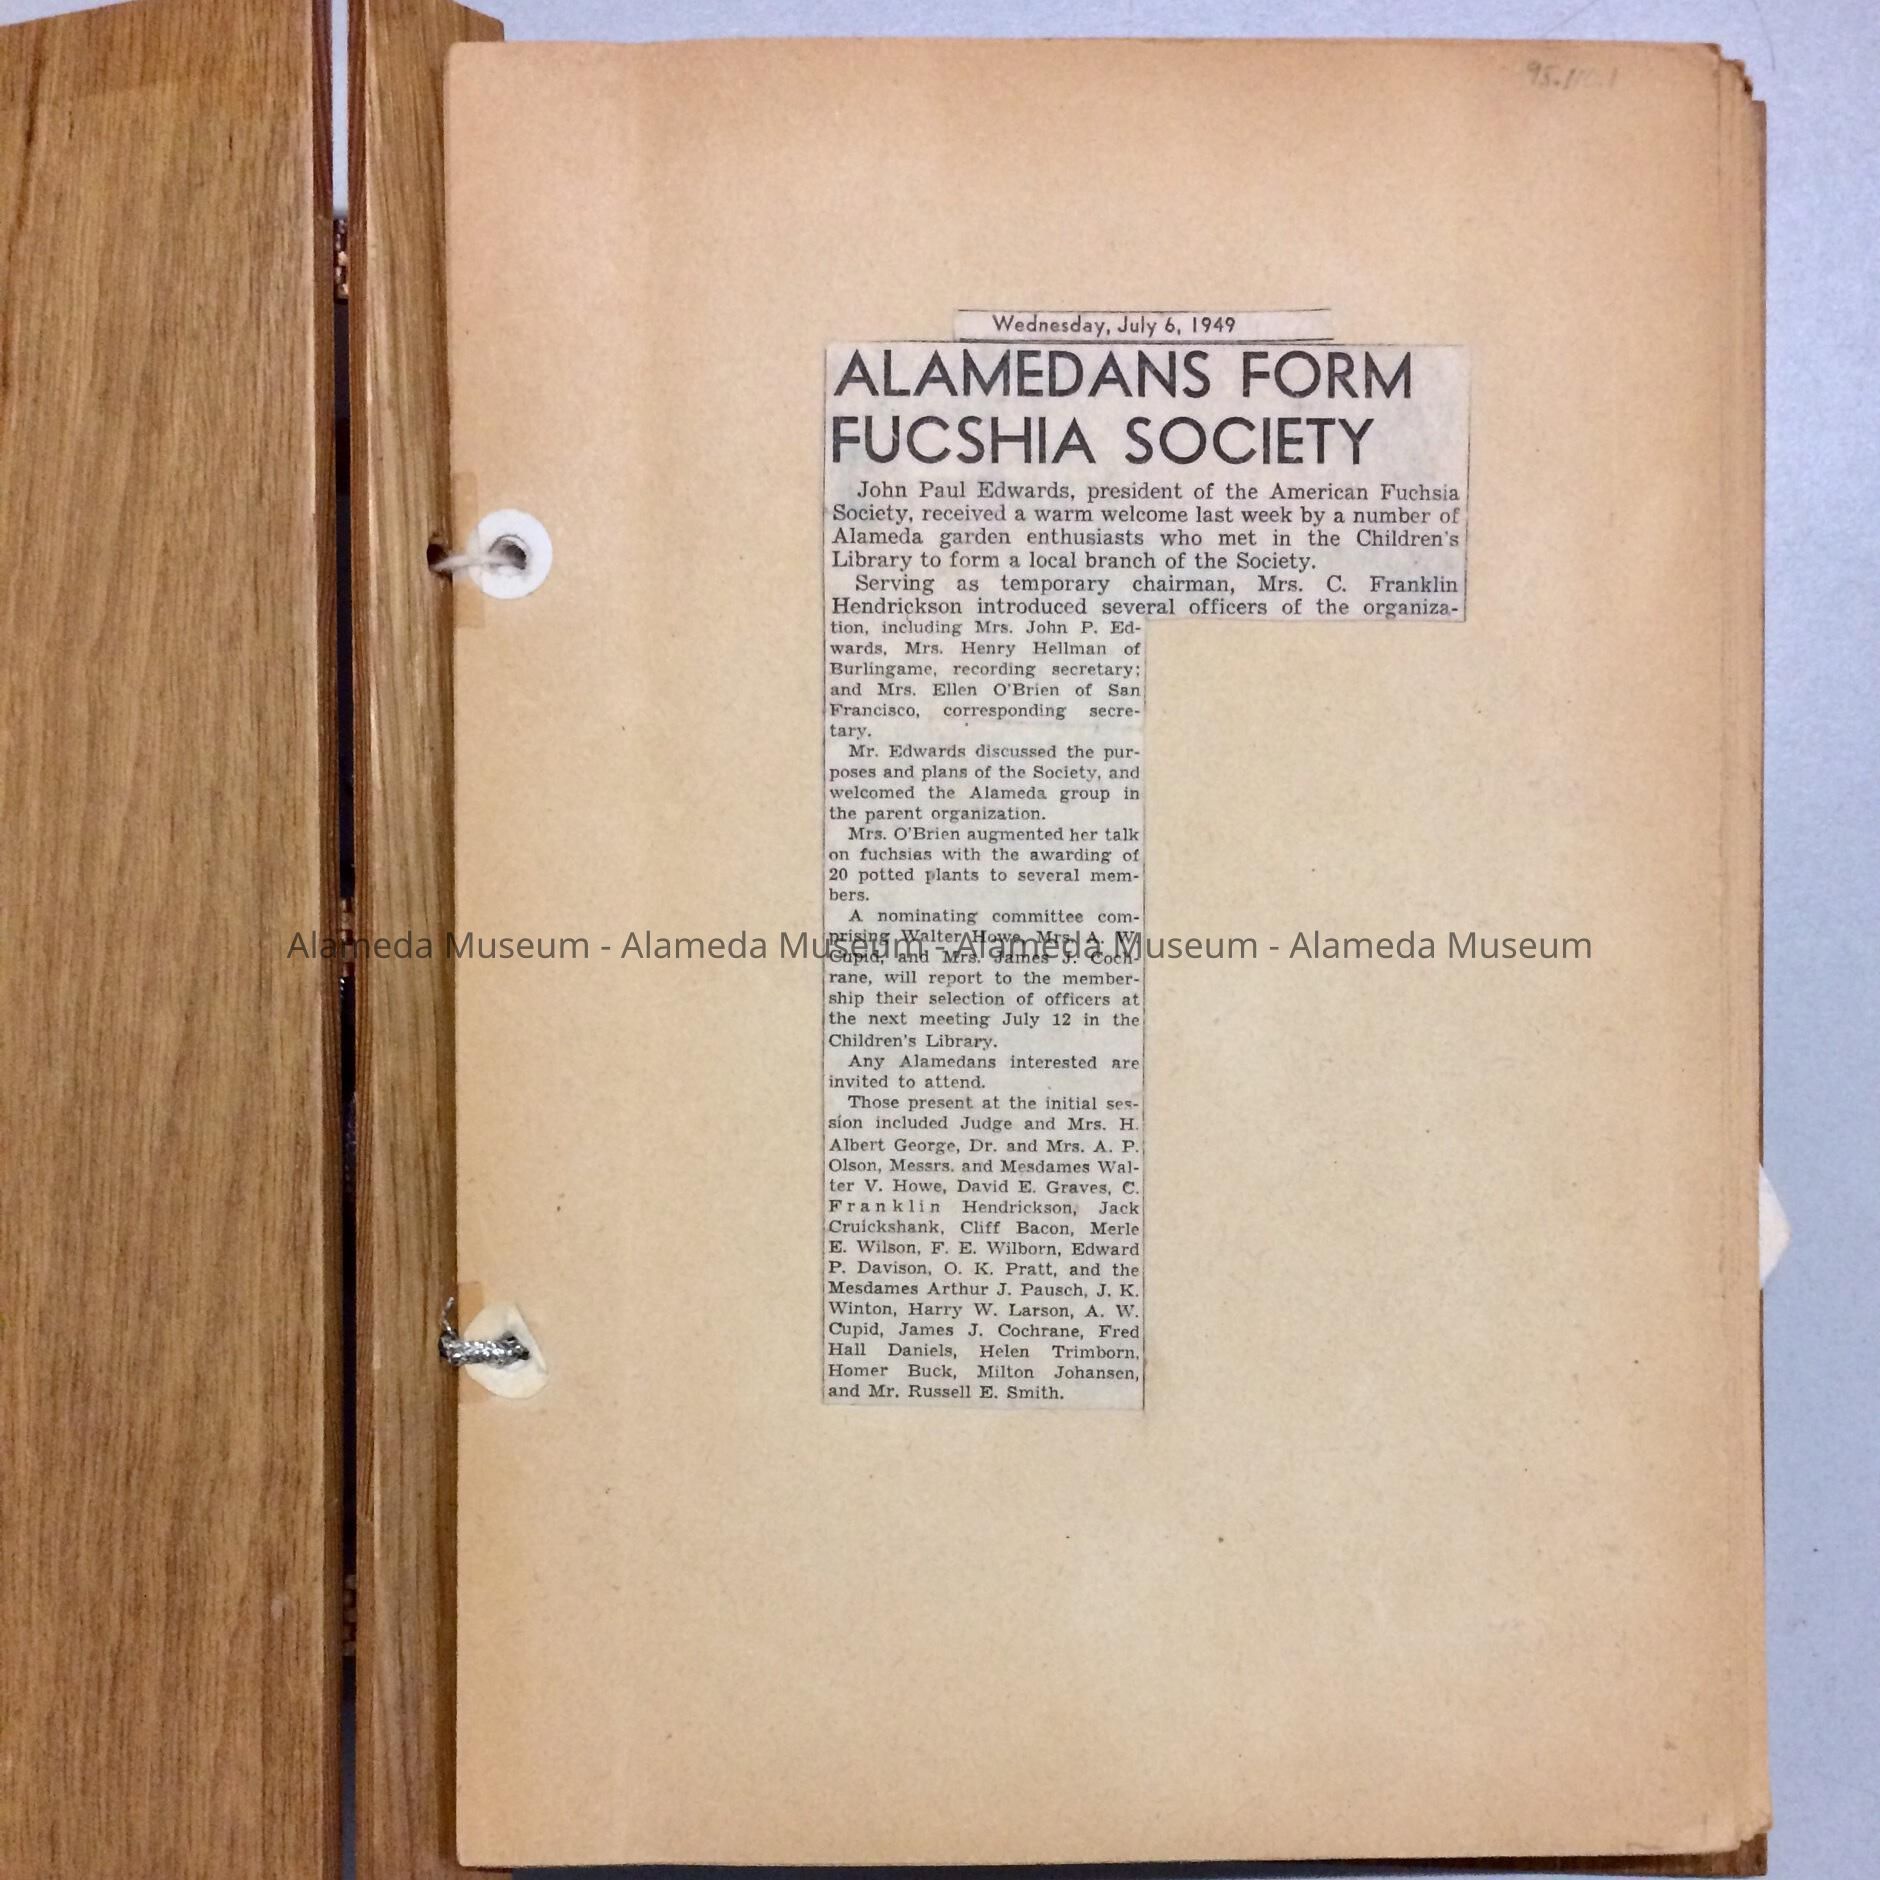 Wednesday, July 6, 1949
ALAMEDANS FORM
FUCSHIA SOCIETY
John Paul Edwards, president of the American Fuchsia
Society, received a warm welcome last week by a number of
Alameda garden enthusiasts who met in the Children's
Library to form a local branch of the Society.
Serving as temporary chairman, Mrs. C. Franklin
Hendrickson introduced several officers of the organiza-
tion, including Mrs. John P. Ed-
wards, Mrs. Henry Hellman of
Burlingame, recording secretary;
and Mrs. Ellen O'Brien of San
Francisco, corresponding secre-
tary.
Mr. Edwards discussed the pur-
poses and plans of the Society, and
welcomed the Alameda group in
the parent organization.
Mrs. O'Brien augmented her talk
on fuchsias with the awarding of
20 potted plants to several mem-
bers.
A nominating committee com-
prising Walter Howe, Mrs. A. W.
Cupid, and Mrs. James J. Coch-
rane, will report to the member-
ship their selection of officers at
the next meeting July 12 in the
Children's Library.
Any Alamedans interested are
invited to attend.
Those present at the initial ses-
sion included Judge and Mrs. H.
Albert George, Dr. and Mrs. A. P.
Olson, Messrs. and Mesdames Wal-
ter V. Howe, David E. Graves, C.
Franklin Hendrickson, Jack
Cruickshank, Cliff Bacon, Merle
E. Wilson, F. E. Wilborn, Edward
P. Davison, O. K. Pratt, and the
Mesdames Arthur J. Pausch, J. K.
Winton, Harry W. Larson, A. W.
Cupid, James J. Cochrane, Fred
Hall Daniels, Helen Trimborn,
Homer Buck, Milton Johansen,
and Mr. Russell E. Smith.
Alameda Museum - Alameda Museum - Alameda Museum - Alameda Museum